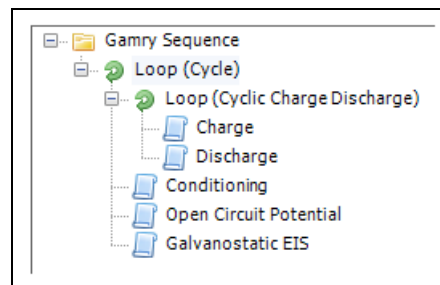 Gamry Sequence
Loop (Cycle)
Loop (Cyclic Charge Discharge)
Charge
Discharge
Conditioning
Open Circuit Potential
Galvanostatic EIS